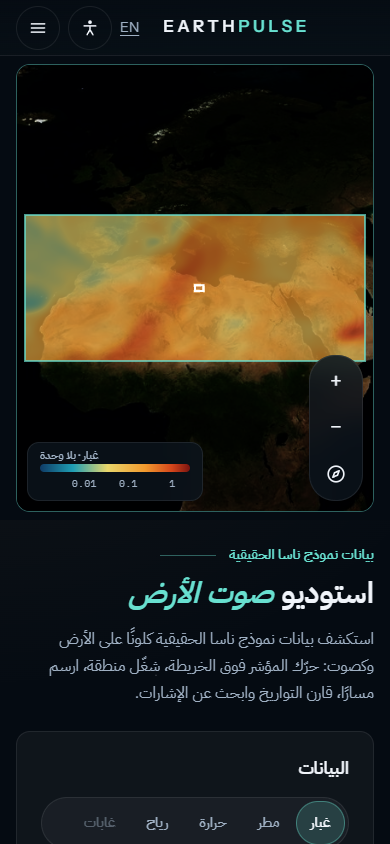 EN
EARTHPULSE
+
−
غبار · بلا وحدة
0.01 0.1 1
بيانات نموذج ناسا الحقيقية
استوديو صوت الأرض
استكشف بيانات نموذج ناسا الحقيقية كلونًا على الأرض
وكصوت: حرّك المؤشر فوق الخريطة، شغّل منطقة، ارسم
مسارًا، قارن التواريخ وابحث عن الإشارات.
البيانات
غبار مطر حرارة رياح غابات